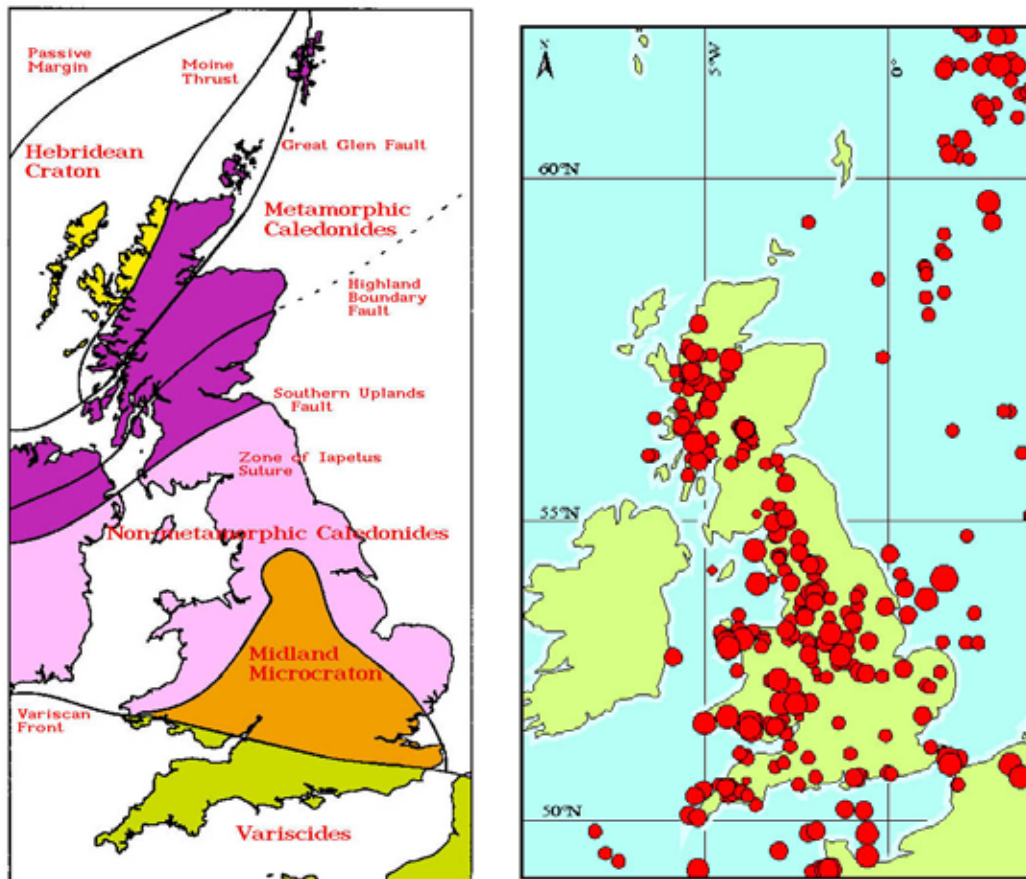 Passive
Margin
Moine
Thrust
Hebridean
Craton
Great Glen Fault
Metamorphic
Caledonides
Highland
Boundary
Fault
Southern Uplands
Fault
Zone of Iapetus
Suture
Non-metamorphic Caledonides
Midland
Microcraton
Variscan
Front
Variscides
5°W
0°
60°N
55°N
50°N